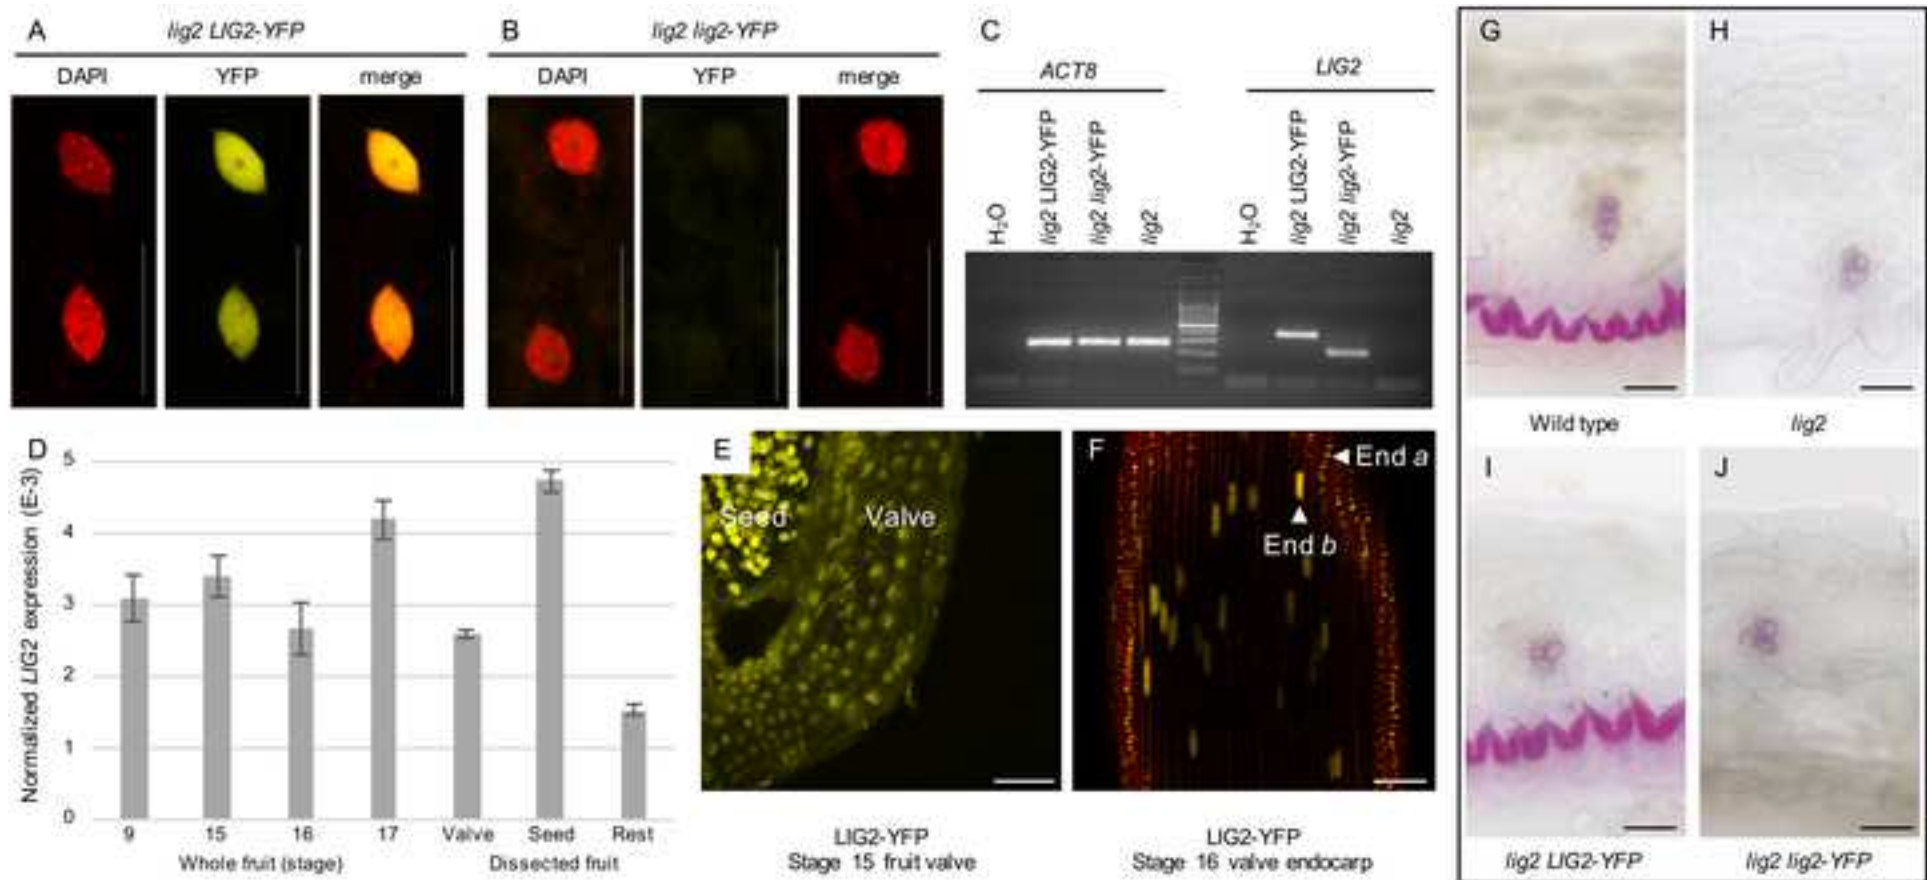 A
lig2 LIG2-YFP
DAPI YFP merge
B
lig2 lig2-YFP
DAPI YFP merge
C
ACT8 LIG2
H₂O
lig2 LIG2-YFP
lig2 lig2-YFP
lig2
H₂O
lig2 LIG2-YFP
lig2 lig2-YFP
lig2
D
Normalized LIG2 expression (E-3)
5
4
3
2
1
0
9 15 16 17 Valve Seed Rest
Whole fruit (stage) Dissected fruit
E
Seed Valve
LIG2-YFP
Stage 15 fruit valve
F
End a
End b
LIG2-YFP
Stage 16 valve endocarp
G
Wild type
H
lig2
I
lig2 LIG2-YFP
J
lig2 lig2-YFP